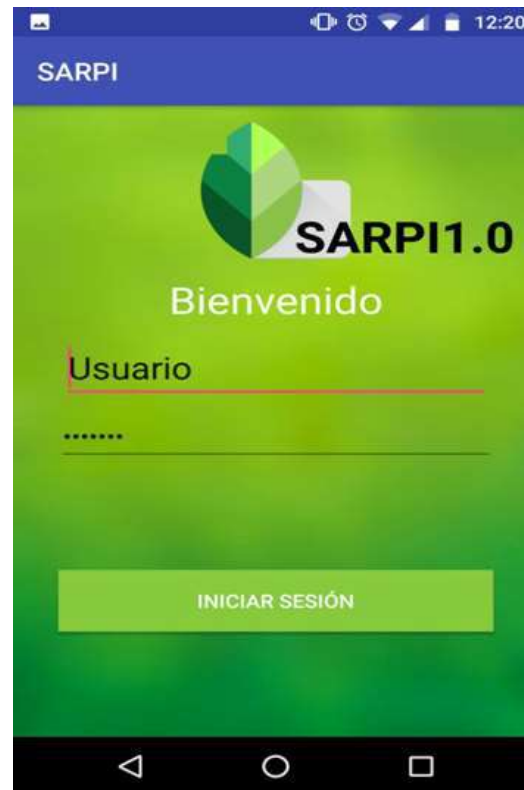 12:20
SARPI
SARPI1.0
Bienvenido
Usuario
•••••••
INICIAR SESIÓN